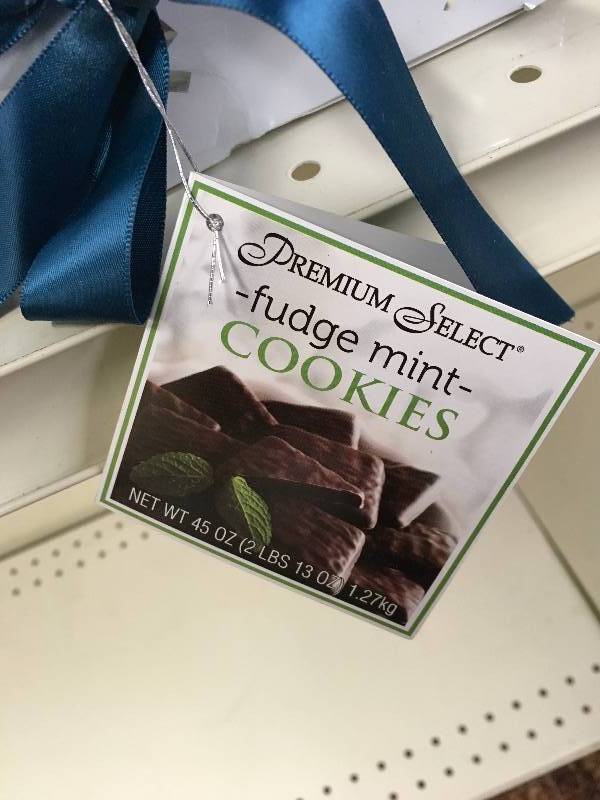 PREMIUM SELECT®
-fudge mint-
COOKIES
NET WT 45 OZ (2 LBS 13 OZ) 1.27kg